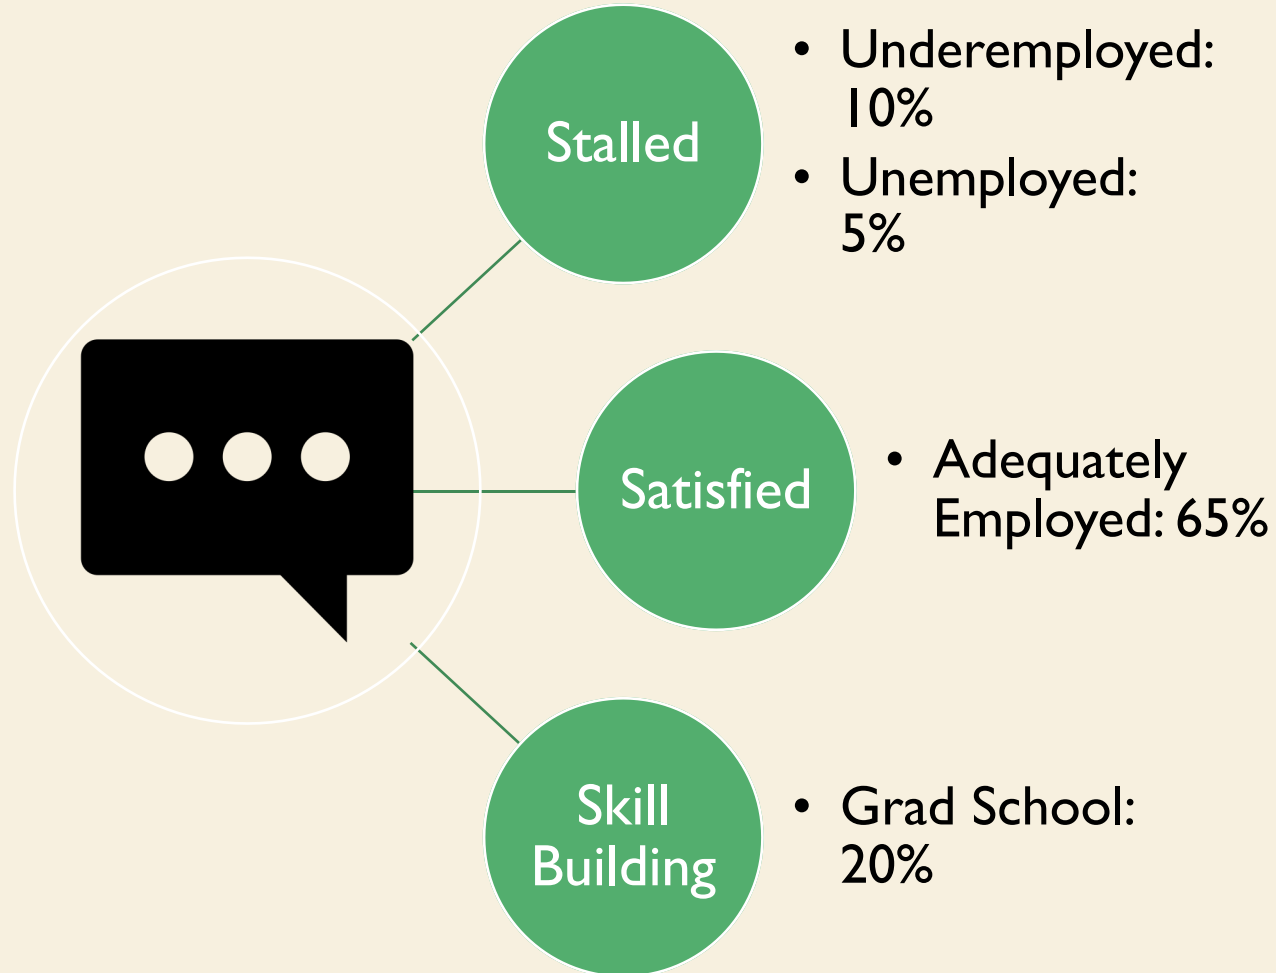 Stalled
• Underemployed:
10%
• Unemployed:
5%
Satisfied
• Adequately
Employed: 65%
Skill
Building
• Grad School:
20%